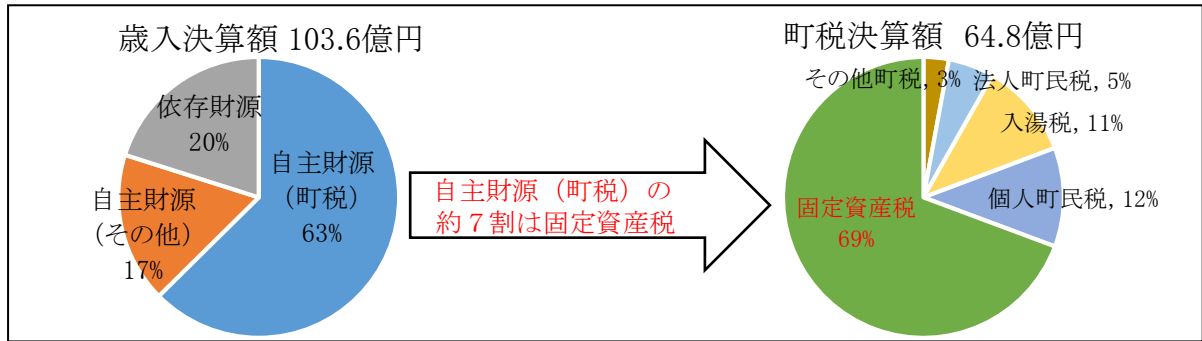 歳入決算額 103.6億円
依存財源
20%
自主財源
(町税)
63%
自主財源
(その他)
17%
自主財源（町税）の
約７割は固定資産税
町税決算額 64.8億円
その他町税, 3%
法人町民税, 5%
入湯税, 11%
個人町民税, 12%
固定資産税
69%